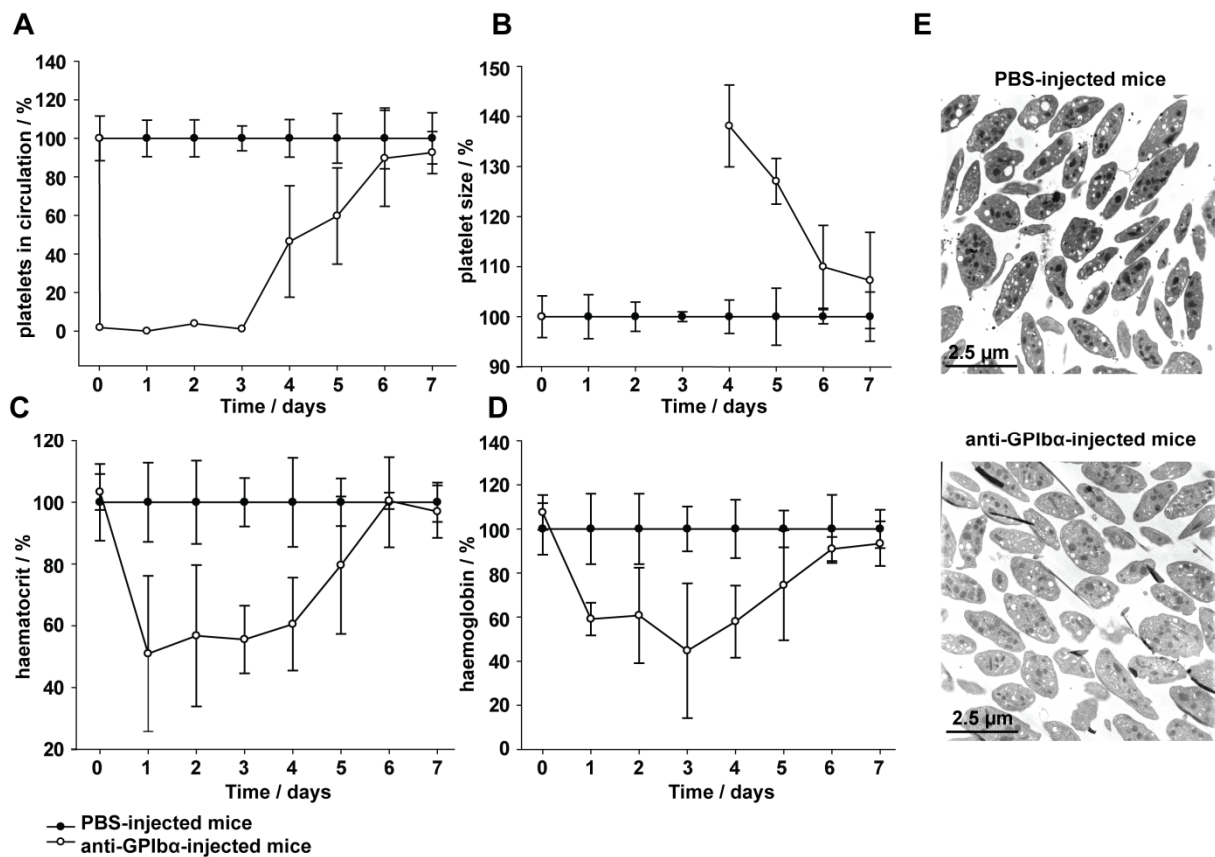 A
platelets in circulation / %
140
120
100
80
60
40
20
0
0 1 2 3 4 5 6 7
Time / days
B
platelet size / %
150
140
130
120
110
100
90
0 1 2 3 4 5 6 7
Time / days
C
haematocrit / %
120
100
80
60
40
20
0 1 2 3 4 5 6 7
Time / days
D
haemoglobin / %
140
120
100
80
60
40
20
0
0 1 2 3 4 5 6 7
Time / days
PBS-injected mice
anti-GPIbα-injected mice
E
PBS-injected mice
2.5 µm
anti-GPIbα-injected mice
2.5 µm